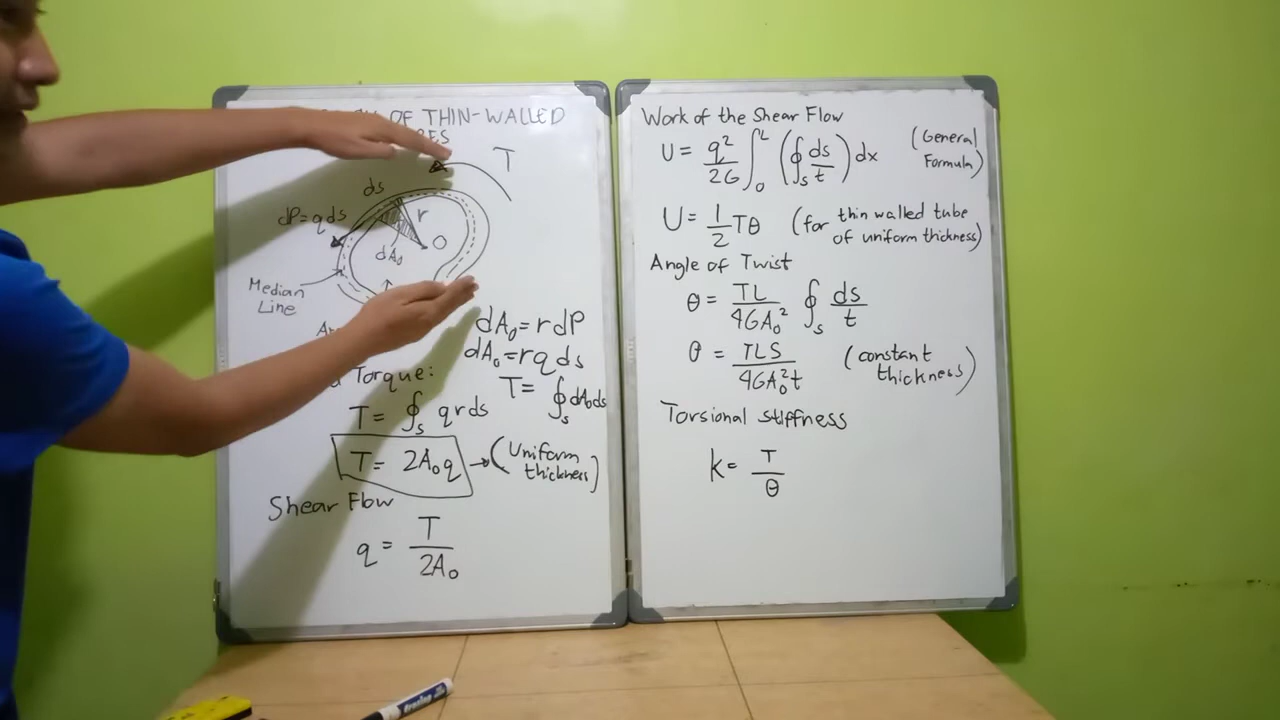 OF THIN-WALLED
T
ds
r
dP=qds
O
dA₀
Median
Line
dA₀=rdP
dA₀=rqds
Torque:
T= ∮ₛ dA₀ds
T= ∮ₛ qrds
T= 2A₀q → (Uniform
thickness)
Shear Flow
q = T/2A₀
Work of the Shear Flow
U = q²/2G ∫₀ᴸ (∮ₛ ds/t) dx (General
Formula)
U = 1/2 Tθ (for thin walled tube
of uniform thickness)
Angle of Twist
θ = TL/4GA₀² ∮ₛ ds/t
θ = TLS/4GA₀²t (constant
thickness)
Torsional stiffness
k= T/θ